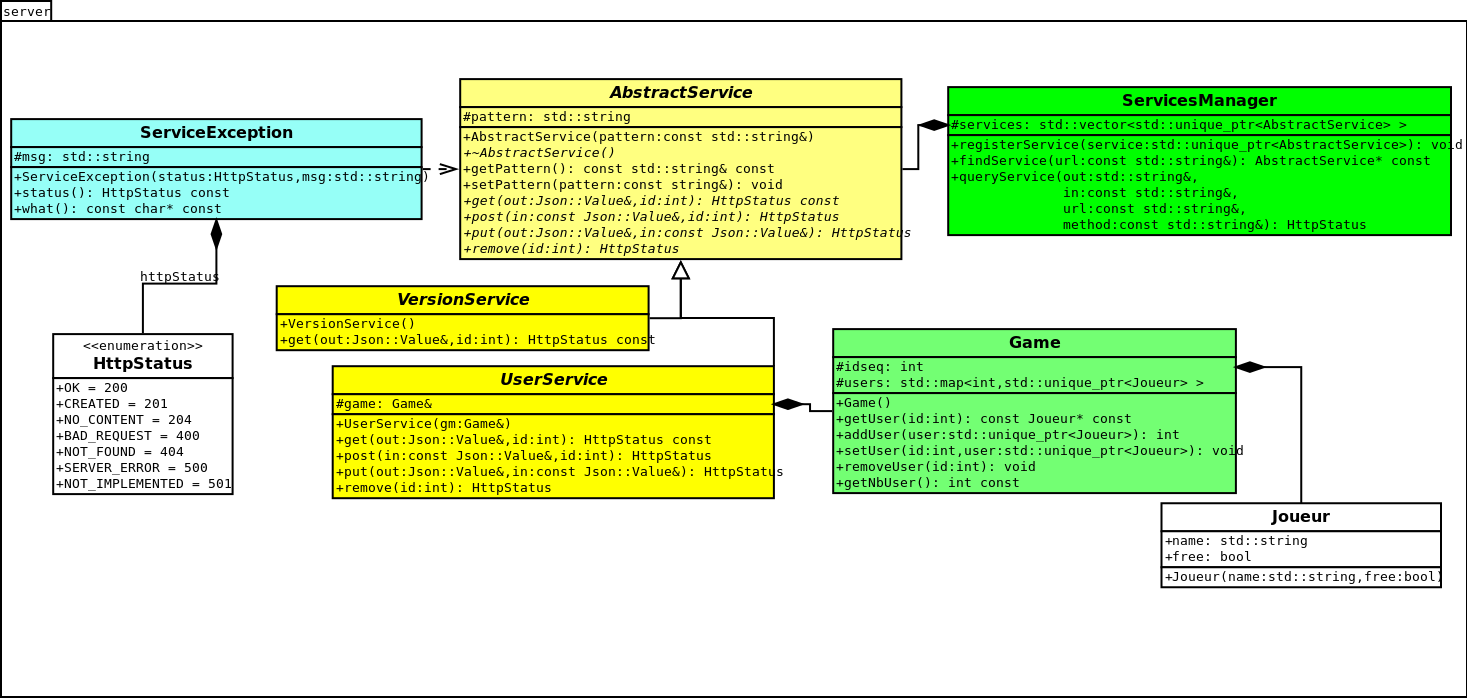 server
ServiceException
#msg: std::string
+ServiceException(status:HttpStatus,msg:std::string)
+status(): HttpStatus const
+what(): const char* const
AbstractService
#pattern: std::string
+AbstractService(pattern:const std::string&)
+~AbstractService()
+getPattern(): const std::string& const
+setPattern(pattern:const string&): void
+get(out:Json::Value&,id:int): HttpStatus const
+post(in:const Json::Value&,id:int): HttpStatus
+put(out:Json::Value&,in:const Json::Value&): HttpStatus
+remove(id:int): HttpStatus
ServicesManager
#services: std::vector<std::unique_ptr<AbstractService> >
+registerService(service:std::unique_ptr<AbstractService>): void
+findService(url:const std::string&): AbstractService* const
+queryService(out:std::string&,
in:const std::string&,
url:const std::string&,
method:const std::string&): HttpStatus
httpStatus
<<enumeration>>
HttpStatus
+OK = 200
+CREATED = 201
+NO_CONTENT = 204
+BAD_REQUEST = 400
+NOT_FOUND = 404
+SERVER_ERROR = 500
+NOT_IMPLEMENTED = 501
VersionService
+VersionService()
+get(out:Json::Value&,id:int): HttpStatus const
UserService
#game: Game&
+UserService(gm:Game&)
+get(out:Json::Value&,id:int): HttpStatus const
+post(in:const Json::Value&,id:int): HttpStatus
+put(out:Json::Value&,in:const Json::Value&): HttpStatus
+remove(id:int): HttpStatus
Game
#idseq: int
#users: std::map<int,std::unique_ptr<Joueur> >
+Game()
+getUser(id:int): const Joueur* const
+addUser(user:std::unique_ptr<Joueur>): int
+setUser(id:int,user:std::unique_ptr<Joueur>): void
+removeUser(id:int): void
+getNbUser(): int const
Joueur
+name: std::string
+free: bool
+Joueur(name:std::string,free:bool)